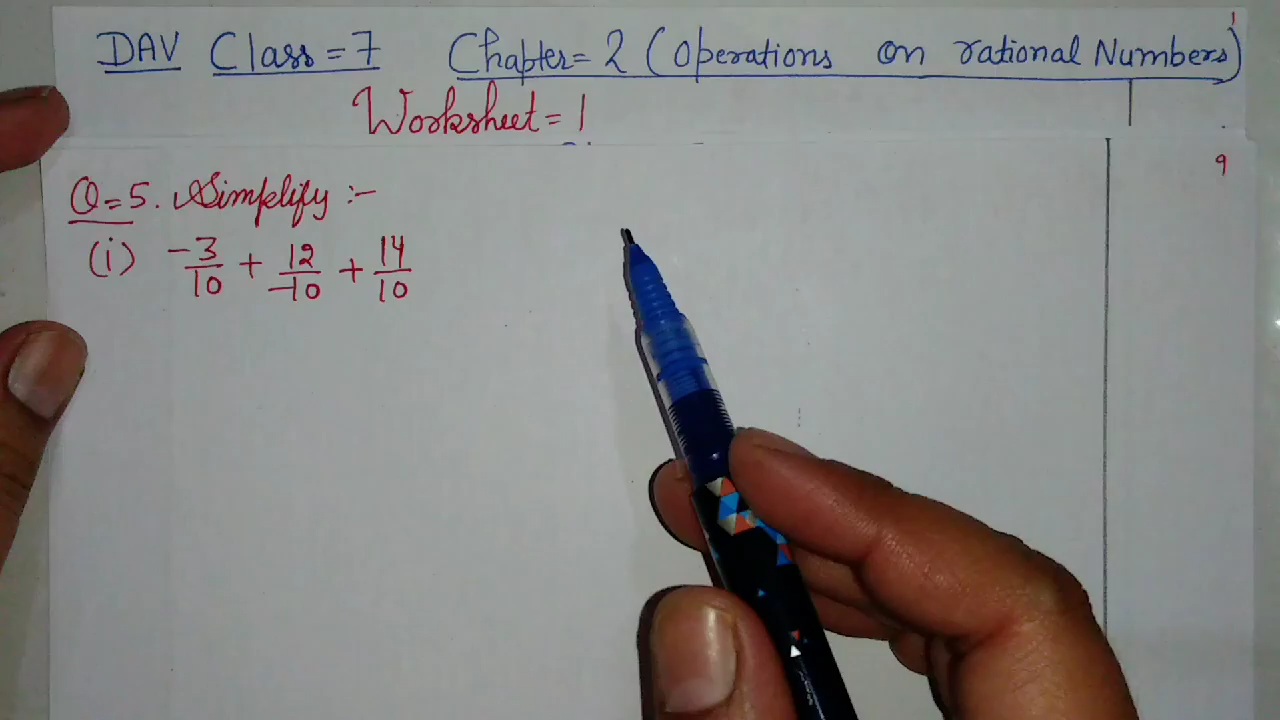 1
DAV Class = 7 Chapter = 2 (Operations on rational Numbers)
Worksheet = 1
9
Q = 5. Simplify :-
(i) -3/10 + 12/-10 + 14/10